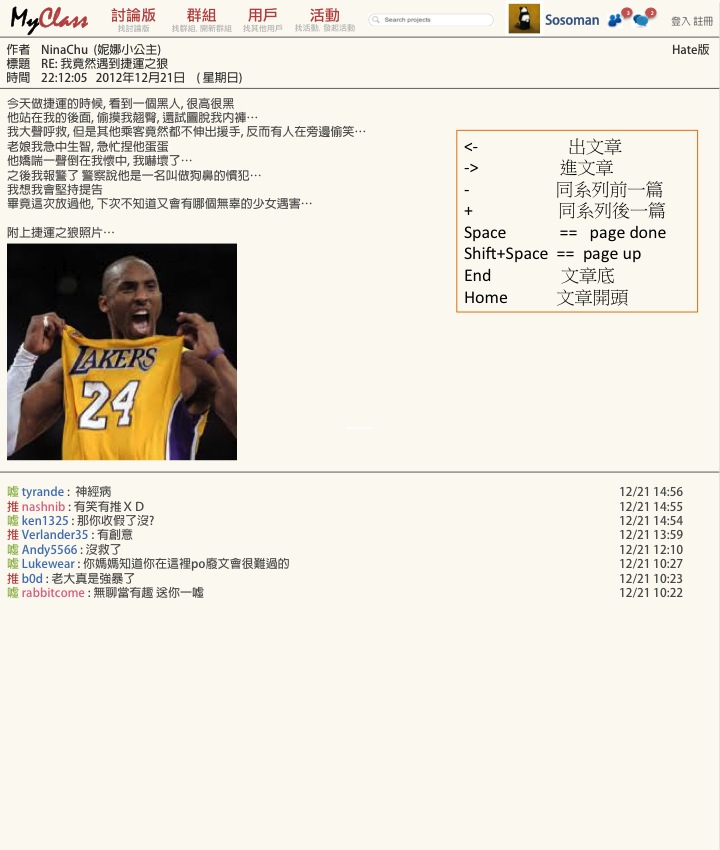 MyClass
討論版 群組 用戶 活動
找討論版 找群組, 開新群組 找其他用戶 找活動, 發起活動
Search projects
Sosoman 3 2 登入 註冊
作者 NinaChu (妮娜小公主) Hate版
標題 RE: 我竟然遇到捷運之狼
時間 22:12:05 2012年12月21日 (星期日)
今天做捷運的時候, 看到一個黑人, 很高很黑
他站在我的後面, 偷摸我翹臀, 還試圖脫我內褲…
我大聲呼救, 但是其他乘客竟然都不伸出援手, 反而有人在旁邊偷笑…
老娘我急中生智, 急忙捏他蛋蛋
他嬌喘一聲倒在我懷中, 我嚇壞了…
之後我報警了 警察說他是一名叫做狗鼻的慣犯…
我想我會堅持提告
畢竟這次放過他, 下次不知道又會有哪個無辜的少女遇害…
附上捷運之狼照片…
<- 出文章
-> 進文章
- 同系列前一篇
+ 同系列後一篇
Space == page done
Shift+Space == page up
End 文章底
Home 文章開頭
LAKERS
24
噓 tyrande : 神經病 12/21 14:56
推 nashnib : 有笑有推ＸＤ 12/21 14:55
噓 ken1325 : 那你收假了沒? 12/21 14:54
推 Verlander35 : 有創意 12/21 13:59
噓 Andy5566 : 沒救了 12/21 12:10
噓 Lukewear : 你媽媽知道你在這裡po廢文會很難過的 12/21 10:27
推 b0d : 老大真是強暴了 12/21 10:23
噓 rabbitcome : 無聊當有趣 送你一噓 12/21 10:22